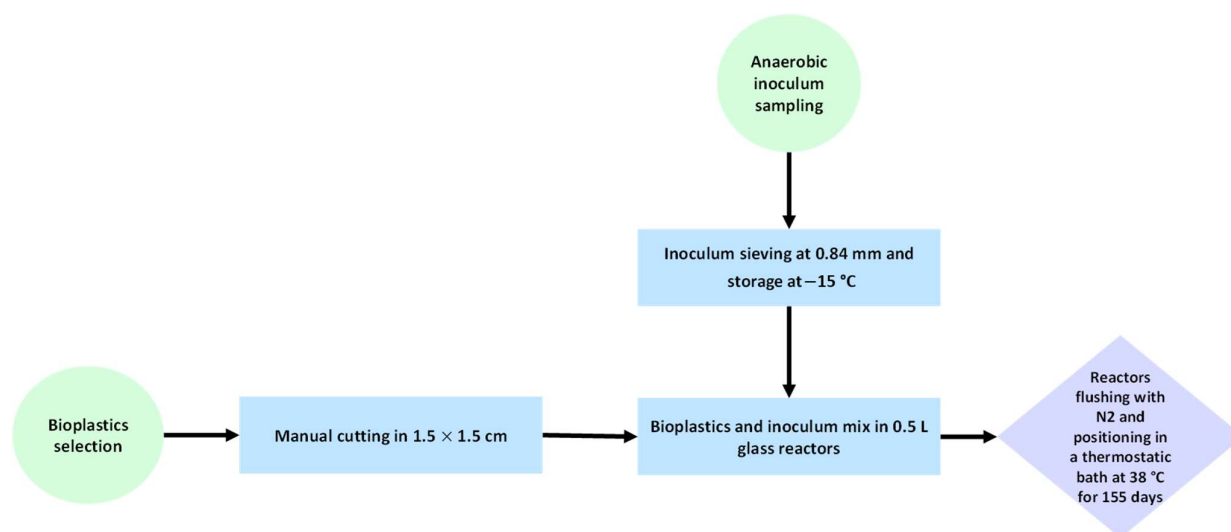 Anaerobic
inoculum
sampling
Inoculum sieving at 0.84 mm and
storage at −15 °C
Bioplastics
selection
Manual cutting in 1.5 × 1.5 cm
Bioplastics and inoculum mix in 0.5 L
glass reactors
Reactors
flushing with
N2 and
positioning in
a thermostatic
bath at 38 °C
for 155 days